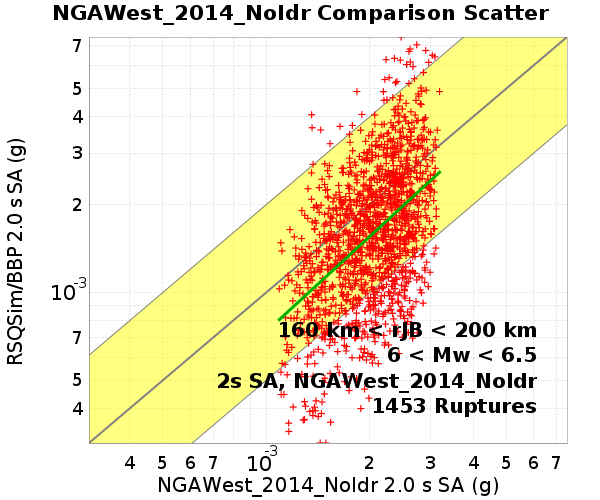 NGAWest_2014_NoIdr Comparison Scatter
7
5
4
3
2
10-3
7
5
4
RSQSim/BBP 2.0 s SA (g)
160 km < rJB < 200 km
6 < Mw < 6.5
2s SA, NGAWest_2014_NoIdr
1453 Ruptures
4 5 6 7 10-3 2 3 4 5 6 7
NGAWest_2014_NoIdr 2.0 s SA (g)